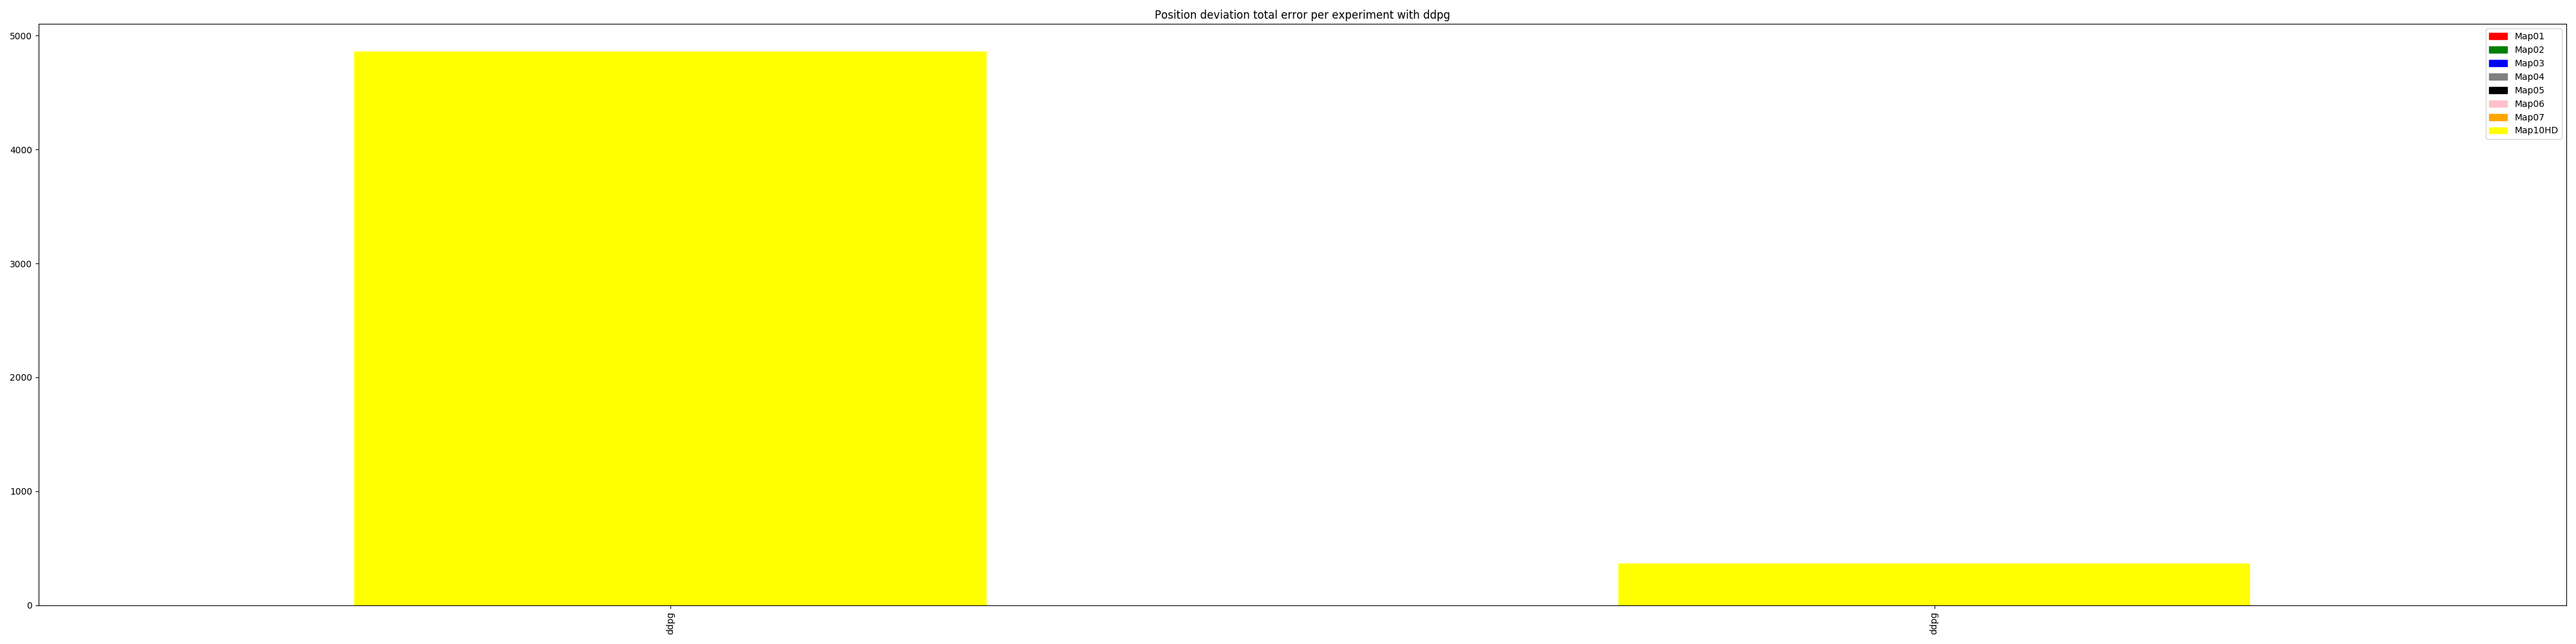 Position deviation total error per experiment with ddpg
5000
4000
3000
2000
1000
0
Map01
Map02
Map03
Map04
Map05
Map06
Map07
Map10HD
ddpg
ddpg